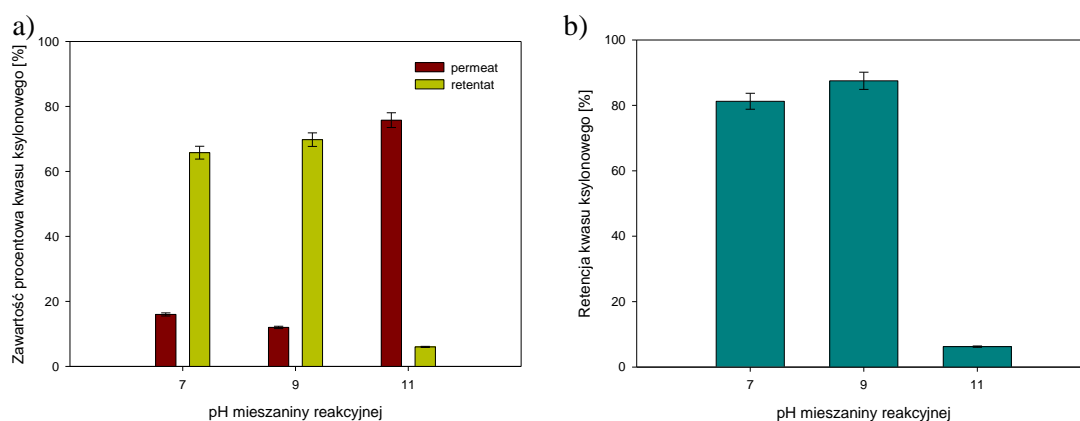 a)
Zawartość procentowa kwasu ksylonowego [%]
100
80
60
40
20
0
permeat
retentat
7 9 11
pH mieszaniny reakcyjnej
b)
Retencja kwasu ksylonowego [%]
100
80
60
40
20
0
7 9 11
pH mieszaniny reakcyjnej